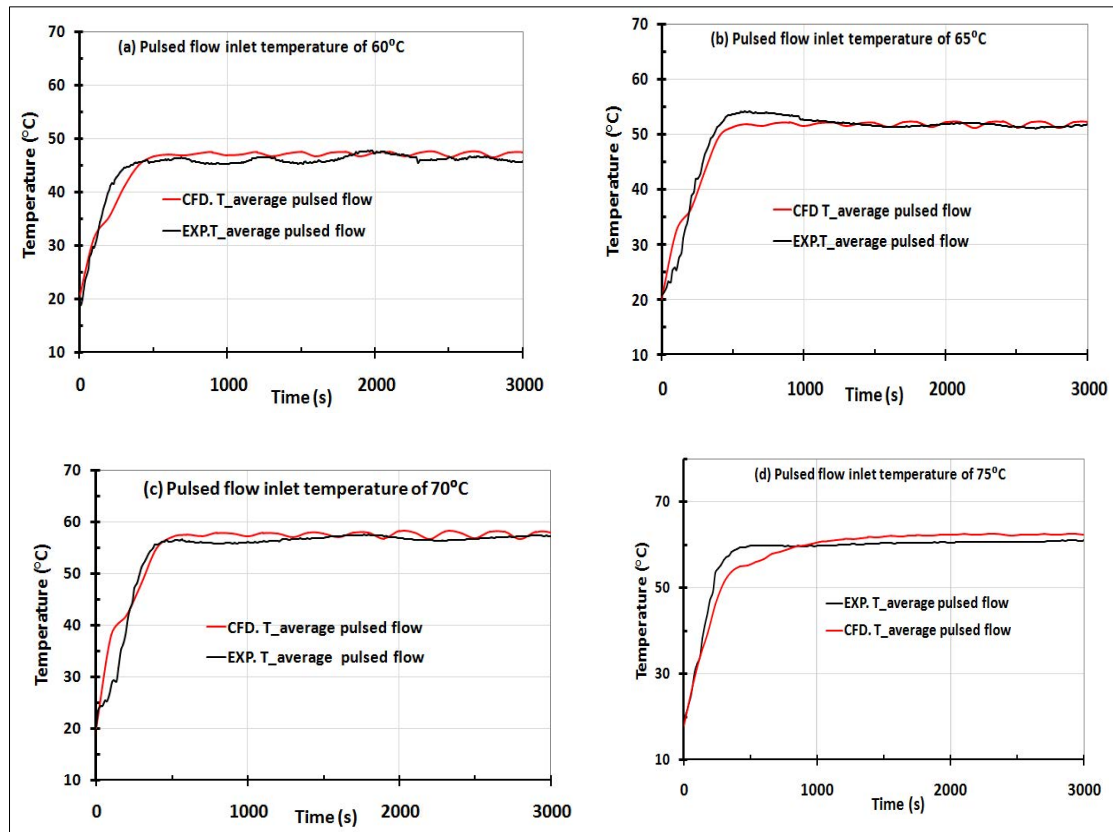 (a) Pulsed flow inlet temperature of 60⁰C
Temperature (°C)
70
60
50
40
30
20
10
CFD. T_average pulsed flow
EXP.T_average pulsed flow
0
1000
2000
3000
Time (s)
(b) Pulsed flow inlet temperature of 65⁰C
Temperature (°C)
70
60
50
40
30
20
10
CFD T_average pulsed flow
EXP.T_average pulsed flow
0
1000
2000
3000
Time (s)
(c) Pulsed flow inlet temperature of 70⁰C
Temperature (°C)
70
60
50
40
30
20
10
CFD. T_average pulsed flow
EXP. T_average pulsed flow
0
1000
2000
3000
Time (s)
(d) Pulsed flow inlet temperature of 75⁰C
Temperature (°C)
70
50
30
10
EXP. T_average pulsed flow
CFD. T_average pulsed flow
0
1000
2000
3000
Time (s)